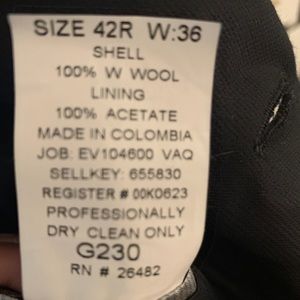 SIZE 42R W:36
SHELL
100% W WOOL
LINING
100% ACETATE
MADE IN COLOMBIA
JOB: EV104600 VAQ
SELLKEY: 655830
REGISTER # 00K0623
PROFESSIONALLY
DRY CLEAN ONLY
G230
RN # 26482